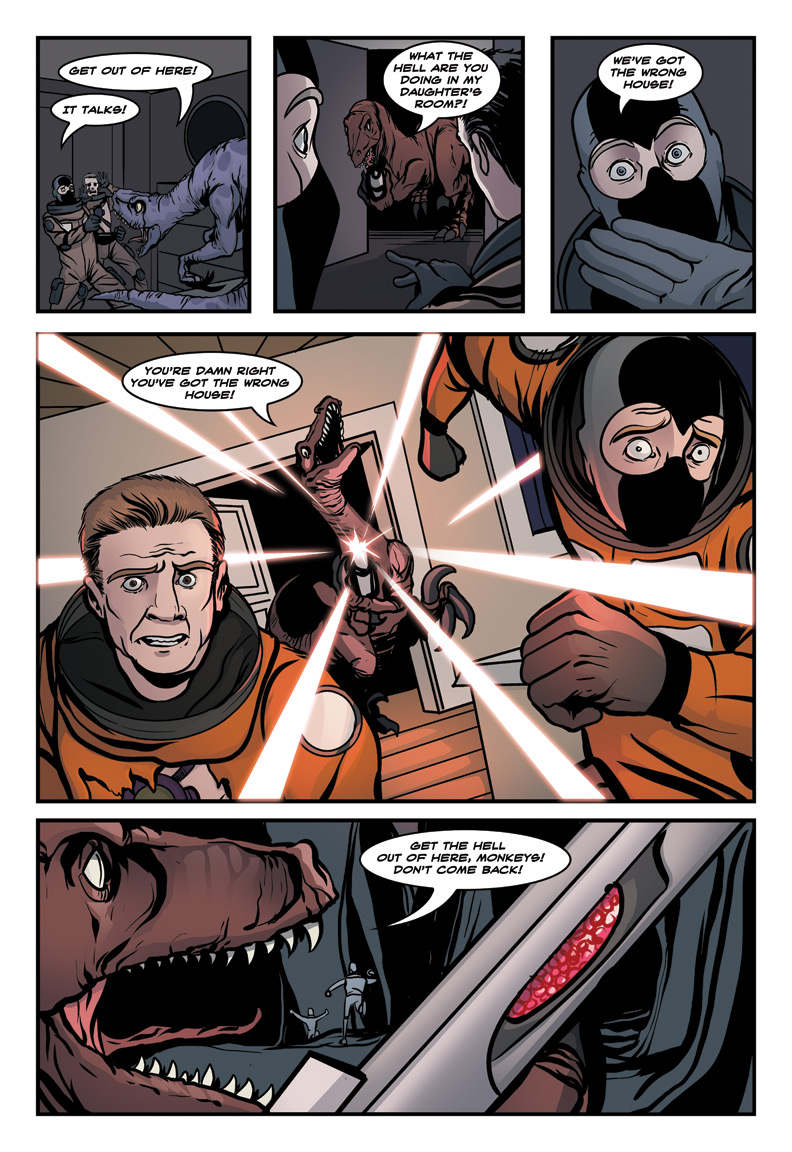 GET OUT OF HERE!
IT TALKS!
WHAT THE
HELL ARE YOU
DOING IN MY
DAUGHTER'S
ROOM?!
WE'VE GOT
THE WRONG
HOUSE!
YOU'RE DAMN RIGHT
YOU'VE GOT THE WRONG
HOUSE!
GET THE HELL
OUT OF HERE, MONKEYS!
DON'T COME BACK!